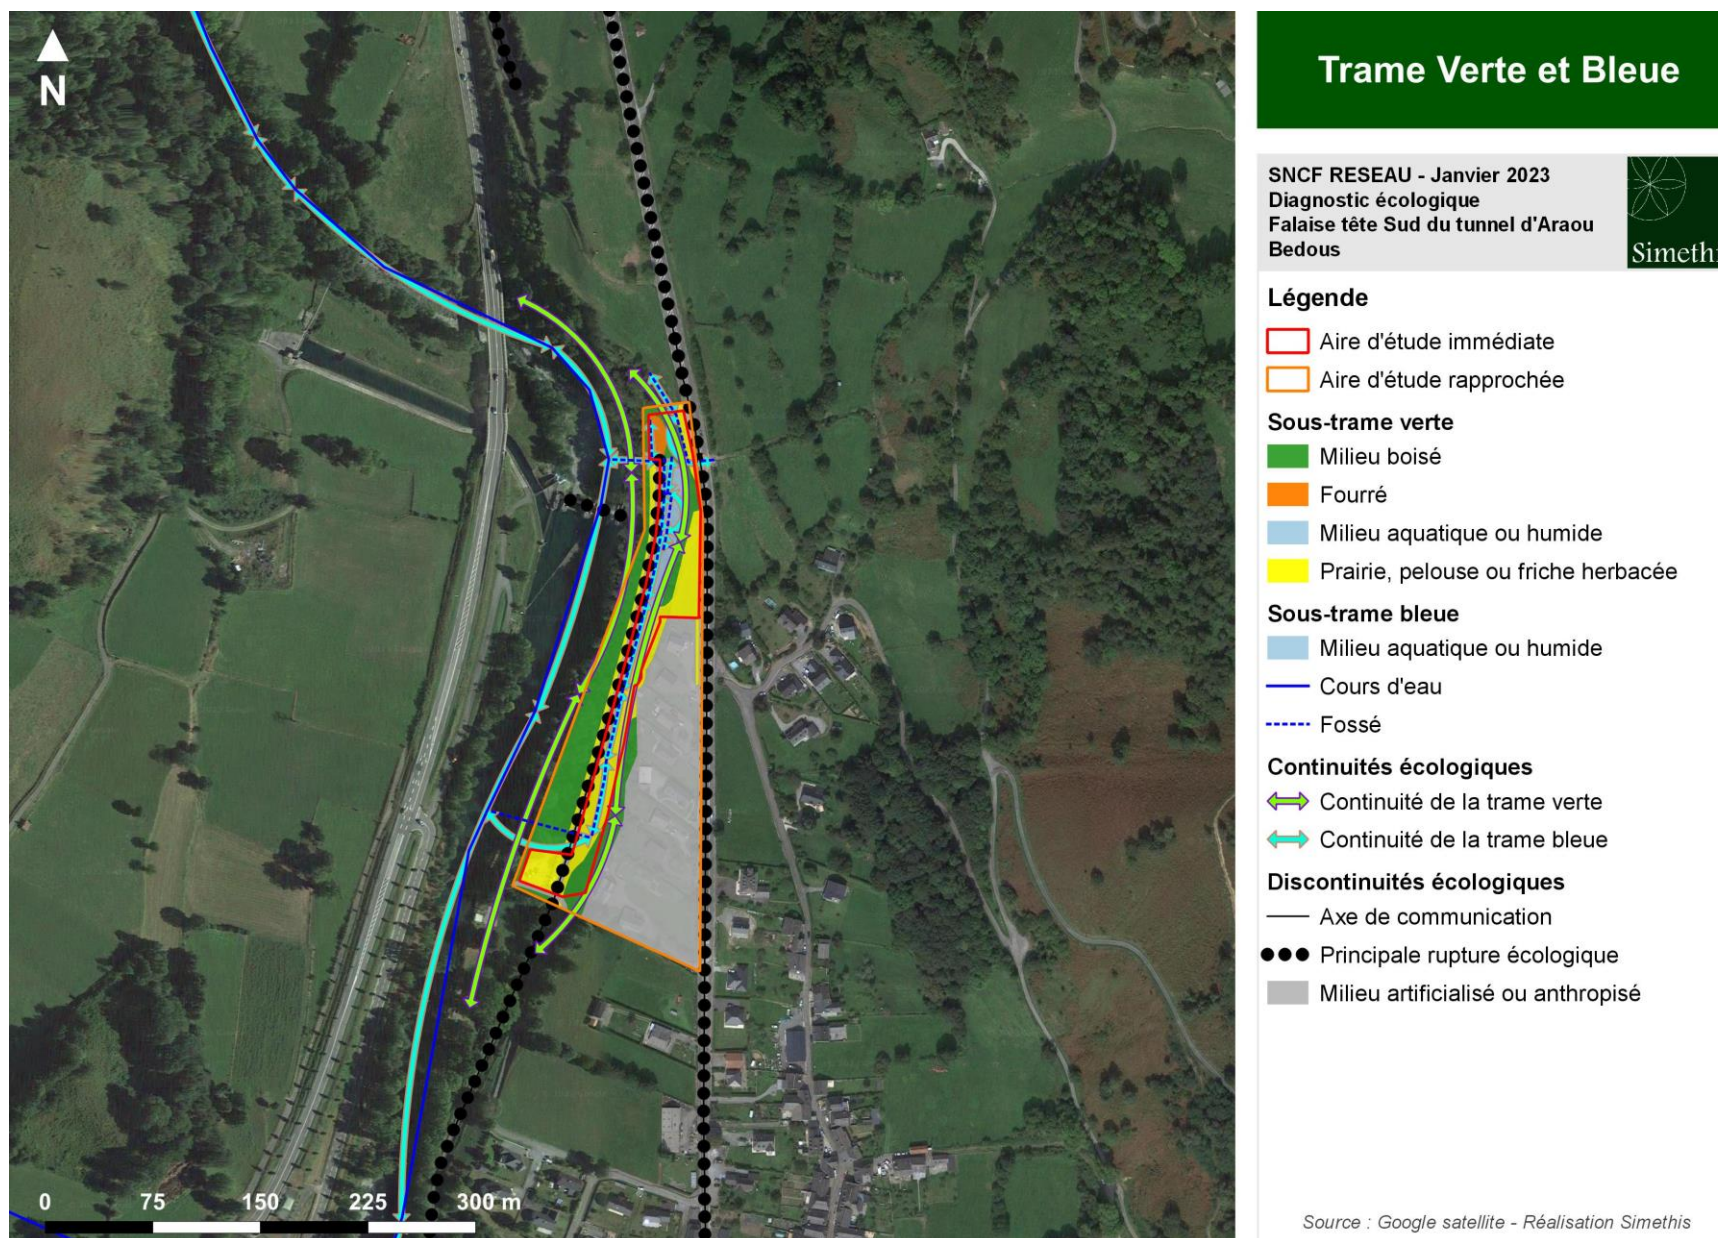 N
Trame Verte et Bleue
SNCF RESEAU - Janvier 2023
Diagnostic écologique
Falaise tête Sud du tunnel d'Araou
Bedous
Simethi
Légende
Aire d'étude immédiate
Aire d'étude rapprochée
Sous-trame verte
Milieu boisé
Fourré
Milieu aquatique ou humide
Prairie, pelouse ou friche herbacée
Sous-trame bleue
Milieu aquatique ou humide
Cours d'eau
Fossé
Continuités écologiques
Continuité de la trame verte
Continuité de la trame bleue
Discontinuités écologiques
Axe de communication
Principale rupture écologique
Milieu artificialisé ou anthropisé
0 75 150 225 300 m
Source : Google satellite - Réalisation Simethis